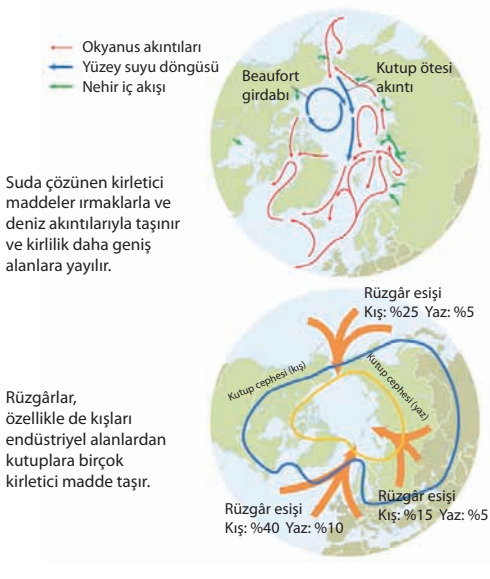 Okyanus akıntıları
Yüzey suyu döngüsü
Nehir iç akışı
Beaufort
girdabı
Kutup ötesi
akıntı
Suda çözünen kirletici
maddeler ırmaklarla ve
deniz akıntılarıyla taşınır
ve kirlilik daha geniş
alanlara yayılır.
Rüzgâr esişi
Kış: %25 Yaz: %5
Kutup cephesi (kış)
Kutup cephesi (yaz)
Rüzgârlar,
özellikle de kışları
endüstriyel alanlardan
kutuplara birçok
kirletici madde taşır.
Rüzgâr esişi
Kış: %40 Yaz: %10
Rüzgâr esişi
Kış: %15 Yaz: %5